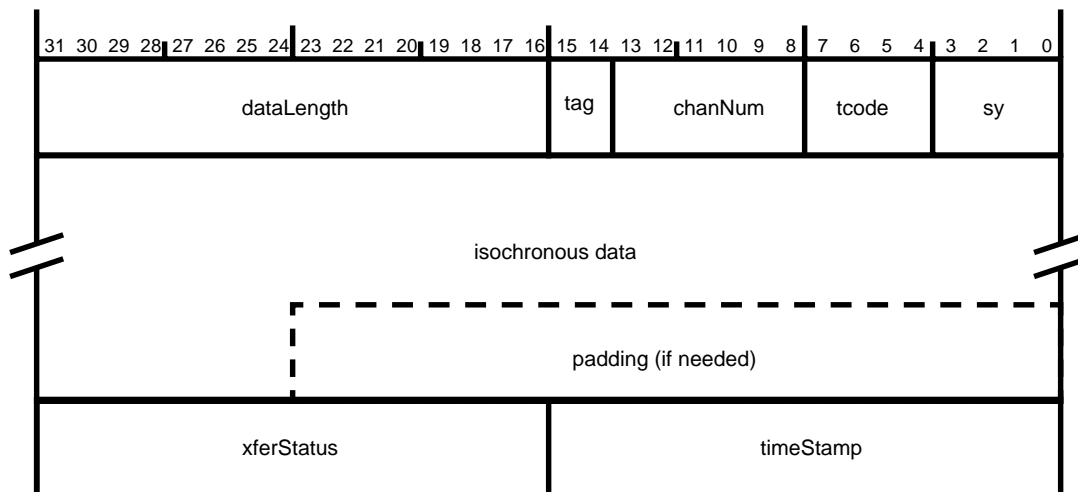 31 30 29 28 27 26 25 24 23 22 21 20 19 18 17 16 15 14 13 12 11 10 9 8 7 6 5 4 3 2 1 0
dataLength tag chanNum tcode sy
isochronous data
padding (if needed)
xferStatus timeStamp